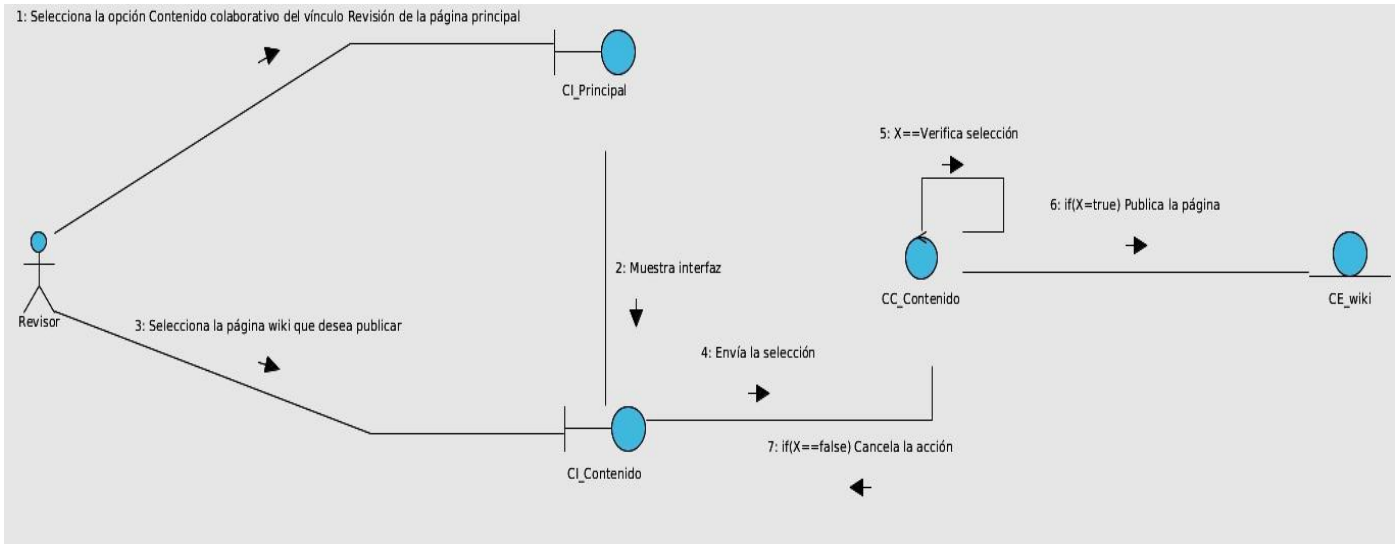 1: Selecciona la opción Contenido colaborativo del vínculo Revisión de la página principal
CI_Principal
5: X==Verifica selección
6: if(X=true) Publica la página
2: Muestra interfaz
CC_Contenido
CE_wiki
Revisor
3: Selecciona la página wiki que desea publicar
4: Envía la selección
7: if(X==false) Cancela la acción
CI_Contenido